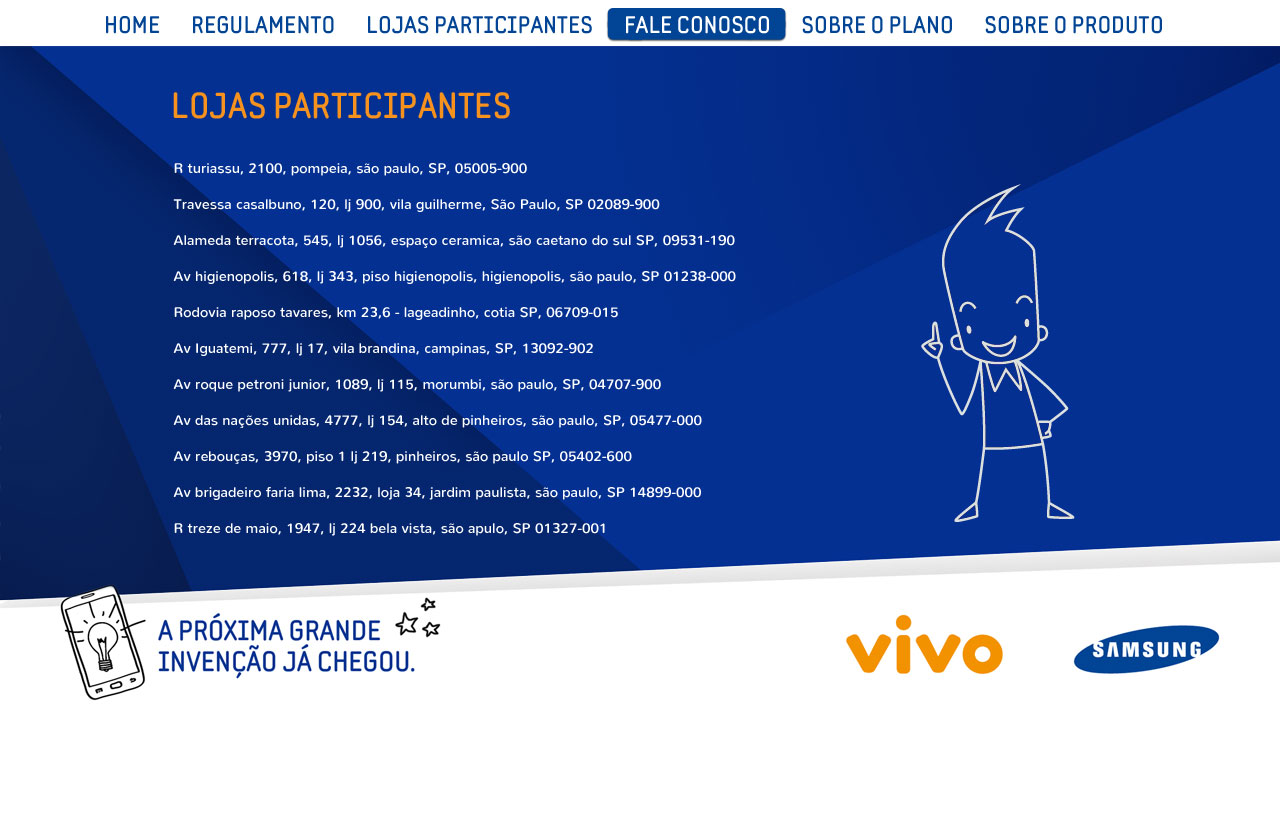 HOME REGULAMENTO LOJAS PARTICIPANTES FALE CONOSCO SOBRE O PLANO SOBRE O PRODUTO
LOJAS PARTICIPANTES
R turiassu, 2100, pompeia, são paulo, SP, 05005-900
Travessa casalbuno, 120, lj 900, vila guilherme, São Paulo, SP 02089-900
Alameda terracota, 545, lj 1056, espaço ceramica, são caetano do sul SP, 09531-190
Av higienopolis, 618, lj 343, piso higienopolis, higienopolis, são paulo, SP 01238-000
Rodovia raposo tavares, km 23,6 - lageadinho, cotia SP, 06709-015
Av Iguatemi, 777, lj 17, vila brandina, campinas, SP, 13092-902
Av roque petroni junior, 1089, lj 115, morumbi, são paulo, SP, 04707-900
Av das nações unidas, 4777, lj 154, alto de pinheiros, são paulo, SP, 05477-000
Av rebouças, 3970, piso 1 lj 219, pinheiros, são paulo SP, 05402-600
Av brigadeiro faria lima, 2232, loja 34, jardim paulista, são paulo, SP 14899-000
R treze de maio, 1947, lj 224 bela vista, são apulo, SP 01327-001
A PRÓXIMA GRANDE
INVENÇÃO JÁ CHEGOU.
vivo
SAMSUNG